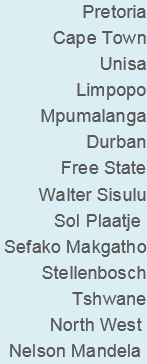 Pretoria
Cape Town
Unisa
Limpopo
Mpumalanga
Durban
Free State
Walter Sisulu
Sol Plaatje
Sefako Makgatho
Stellenbosch
Tshwane
North West
Nelson Mandela